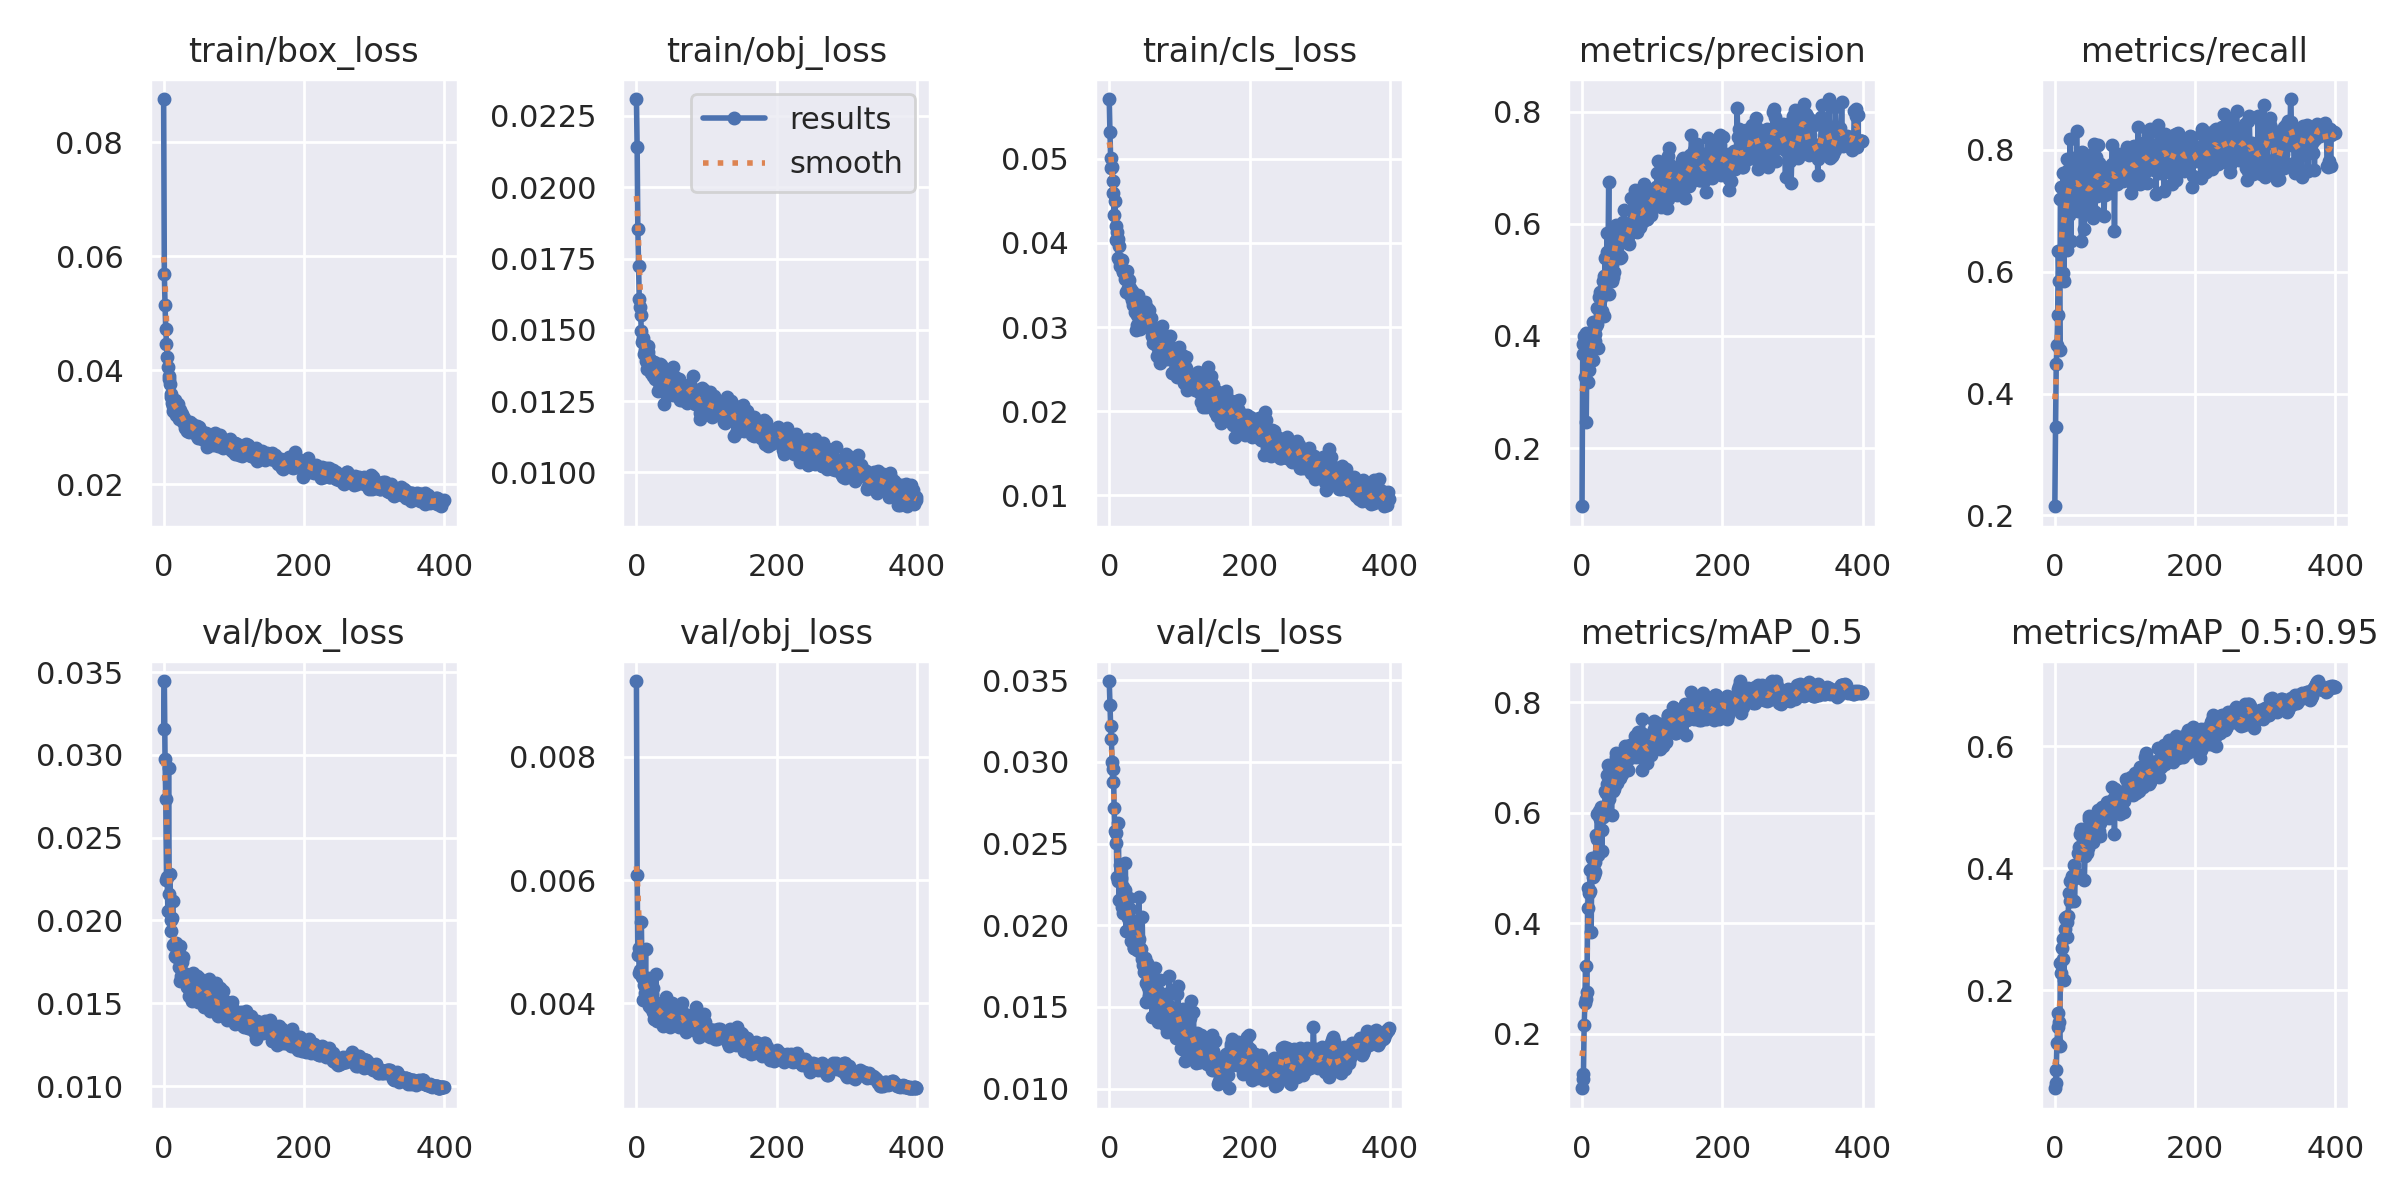 train/box_loss
0.08
0.06
0.04
0.02
0 200 400
train/obj_loss
results
smooth
0.0225
0.0200
0.0175
0.0150
0.0125
0.0100
0 200 400
train/cls_loss
0.05
0.04
0.03
0.02
0.01
0 200 400
metrics/precision
0.8
0.6
0.4
0.2
0 200 400
metrics/recall
0.8
0.6
0.4
0.2
0 200 400
val/box_loss
0.035
0.030
0.025
0.020
0.015
0.010
0 200 400
val/obj_loss
0.008
0.006
0.004
0 200 400
val/cls_loss
0.035
0.030
0.025
0.020
0.015
0.010
0 200 400
metrics/mAP_0.5
0.8
0.6
0.4
0.2
0 200 400
metrics/mAP_0.5:0.95
0.6
0.4
0.2
0 200 400